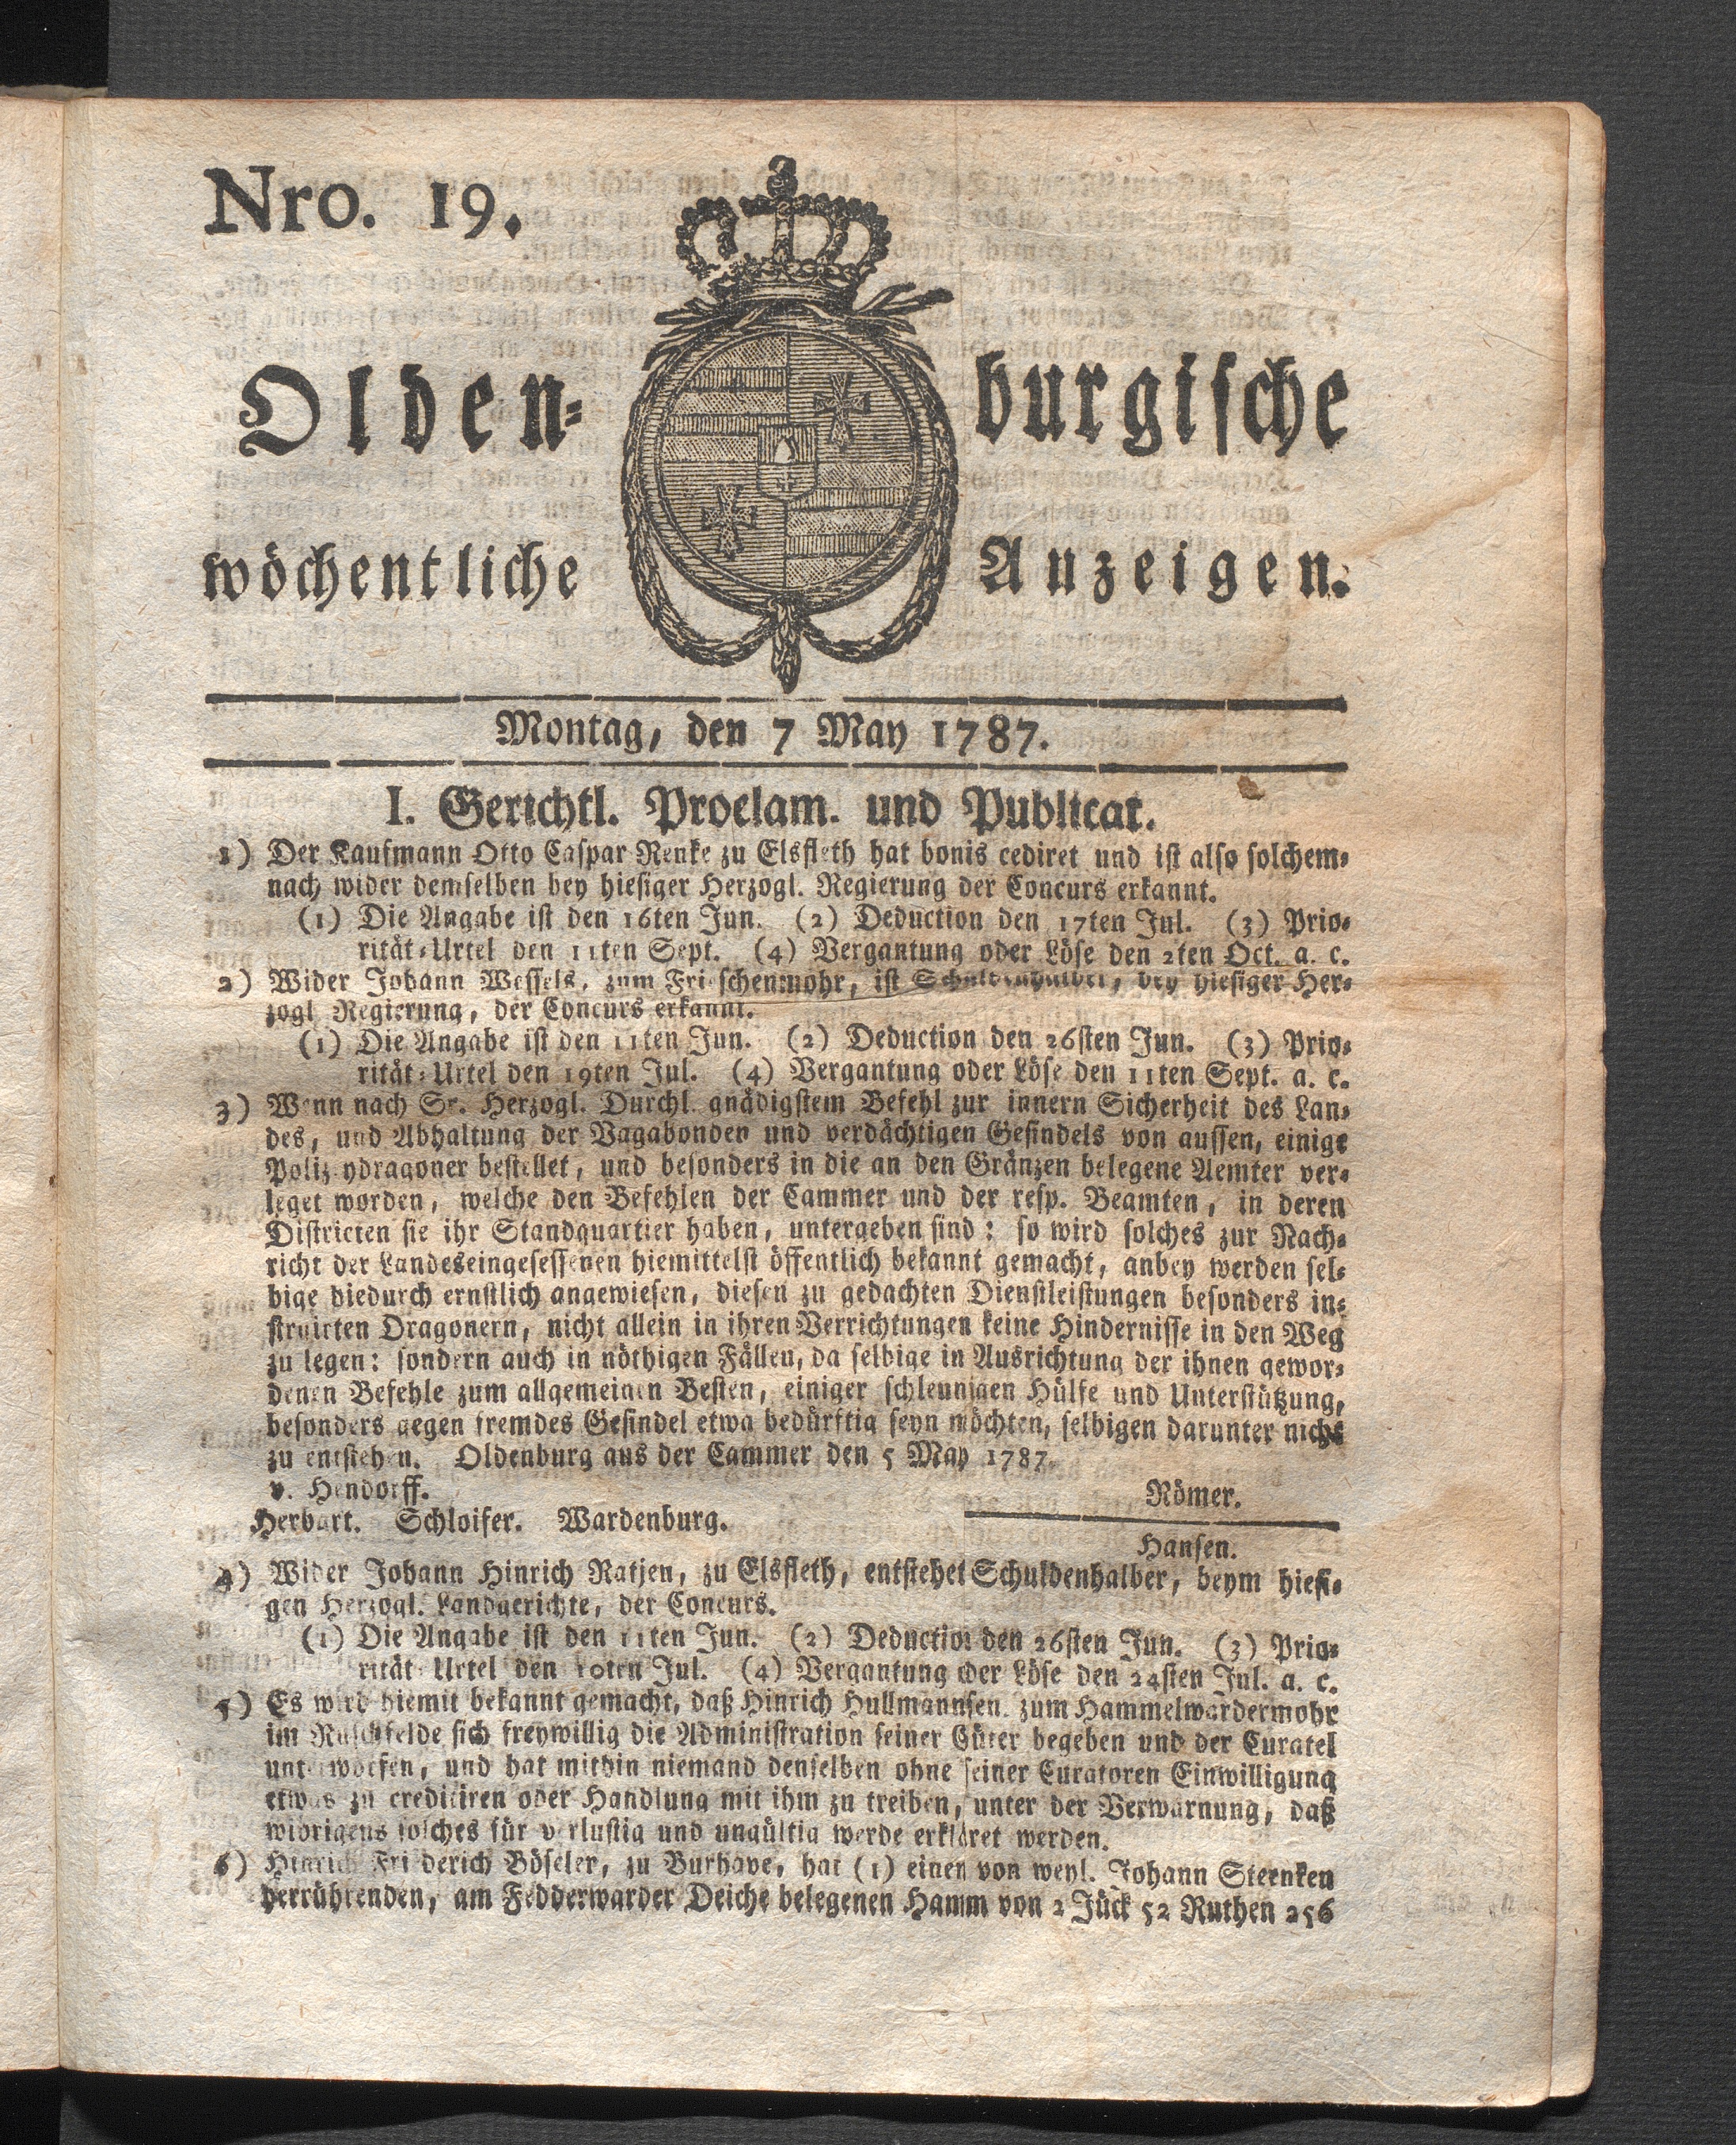 Nro. 19.
Olden-burgische
wöchentliche Anzeigen.
Montag, den 7 May 1787.
I. Gerichtl. Proclam. und Publicat.
1) Der Kaufmann Otto Caspar Renke zu Elsfleth hat bonis cediret und ist also solchem-
nach wider demselben bey hiesiger Herzogl. Regierung der Concurs erkannt.
(1) Die Angabe ist den 16ten Jun. (2) Deduction den 17ten Jul. (3) Prio-
rität-Urtel den 11ten Sept. (4) Vergantung oder Löse den 2ten Oct. a. c.
2) Wider Johann Wessels, zum Frieschenmohr, ist Schuldenhalber, bey hiesiger Her-
zogl Regierung, der Concurs erkannt.
(1) Die Angabe ist den 11ten Jun. (2) Deduction den 26sten Jun. (3) Prio-
rität-Urtel den 19ten Jul. (4) Vergantung oder Löse den 11ten Sept. a. c.
3) Wenn nach Sr. Herzogl. Durchl. gnädigstem Befehl zur innern Sicherheit des Lan-
des, und Abhaltung der Vagabonden und verdächtigen Gesindels von aussen, einige
Polizeydragoner bestellet, und besonders in die an den Gränzen belegene Aemter ver-
leget worden, welche den Befehlen der Cammer und der resp. Beamten, in deren
Districten sie ihr Standquartier haben, untergeben sind: so wird solches zur Nach-
richt der Landeseingesessenen hiemittelst öffentlich bekannt gemacht, anbey werden sel-
bige hiedurch ernstlich angewiesen, diesen zu gedachten Dienstleistungen besonders in-
struirten Dragonern, nicht allein in ihren Verrichtungen keine Hindernisse in den Weg
zu legen: sondern auch in nöthigen Fällen, da selbige in Ausrichtung der ihnen gewor-
denen Befehle zum allgemeinen Besten, einiger schleunigen Hülfe und Unterstützung,
besonders gegen fremdes Gesindel etwa bedürftig seyn möchten, selbigen darunter nicht
zu entstehen. Oldenburg aus der Cammer den 5 May 1787.
v. Hendorff. Römer.
Herbart. Schloifer. Wardenburg.
Hansen.
4) Wider Johann Hinrich Ratjen, zu Elsfleth, entstehet Schuldenhalber, beym hiesi-
gen Herzogl. Landgerichte, der Concurs.
(1) Die Angabe ist den 11ten Jun. (2) Deduction den 26sten Jun. (3) Prio-
rität-Urtel den 10ten Jul. (4) Vergantung oder Löse den 24sten Jul. a. c.
5) Es wird hiemit bekannt gemacht, daß Hinrich Hullmannsen zum Hammelwardermohr
im Ruschfelde sich freywillig die Administration seiner Güter begeben und der Curatel
unterworfen, und hat mithin niemand denselben ohne seiner Curatoren Einwilligung
etwas zu creditiren oder Handlung mit ihm zu treiben, unter der Verwarnung, daß
widrigens solches für verlustig und ungültig werde erkläret werden.
6) Hinrich Friederich Böseler, zu Burhave, hat (1) einen von weyl. Johann Steenken
herrührenden, am Fedderwarder Deiche belegenen Hamm von 2 Jück 52 Ruthen 256